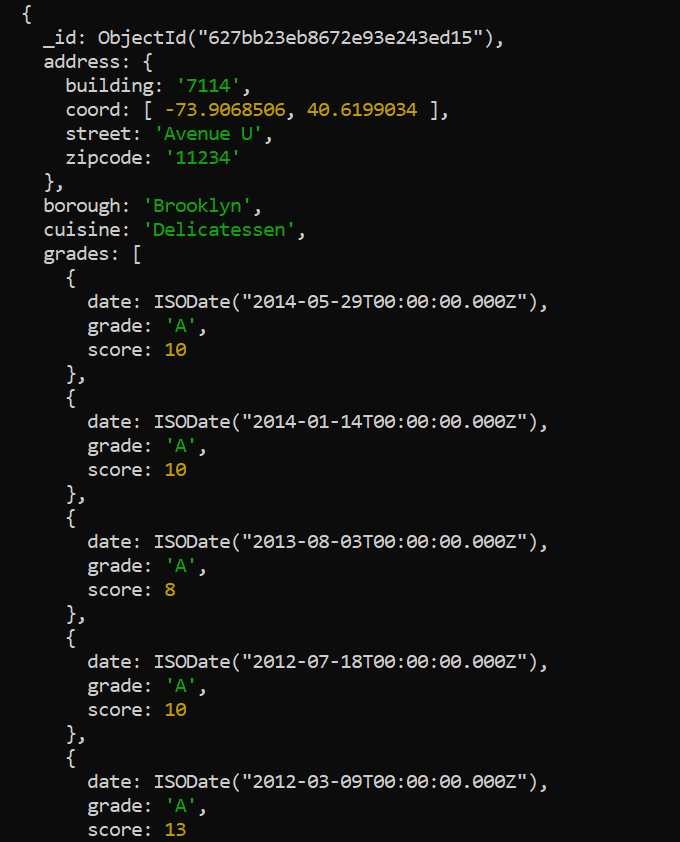 {
  _id: ObjectId("627bb23eb8672e93e243ed15"),
  address: {
    building: '7114',
    coord: [ -73.9068506, 40.6199034 ],
    street: 'Avenue U',
    zipcode: '11234'
  },
  borough: 'Brooklyn',
  cuisine: 'Delicatessen',
  grades: [
    {
      date: ISODate("2014-05-29T00:00:00.000Z"),
      grade: 'A',
      score: 10
    },
    {
      date: ISODate("2014-01-14T00:00:00.000Z"),
      grade: 'A',
      score: 10
    },
    {
      date: ISODate("2013-08-03T00:00:00.000Z"),
      grade: 'A',
      score: 8
    },
    {
      date: ISODate("2012-07-18T00:00:00.000Z"),
      grade: 'A',
      score: 10
    },
    {
      date: ISODate("2012-03-09T00:00:00.000Z"),
      grade: 'A',
      score: 13